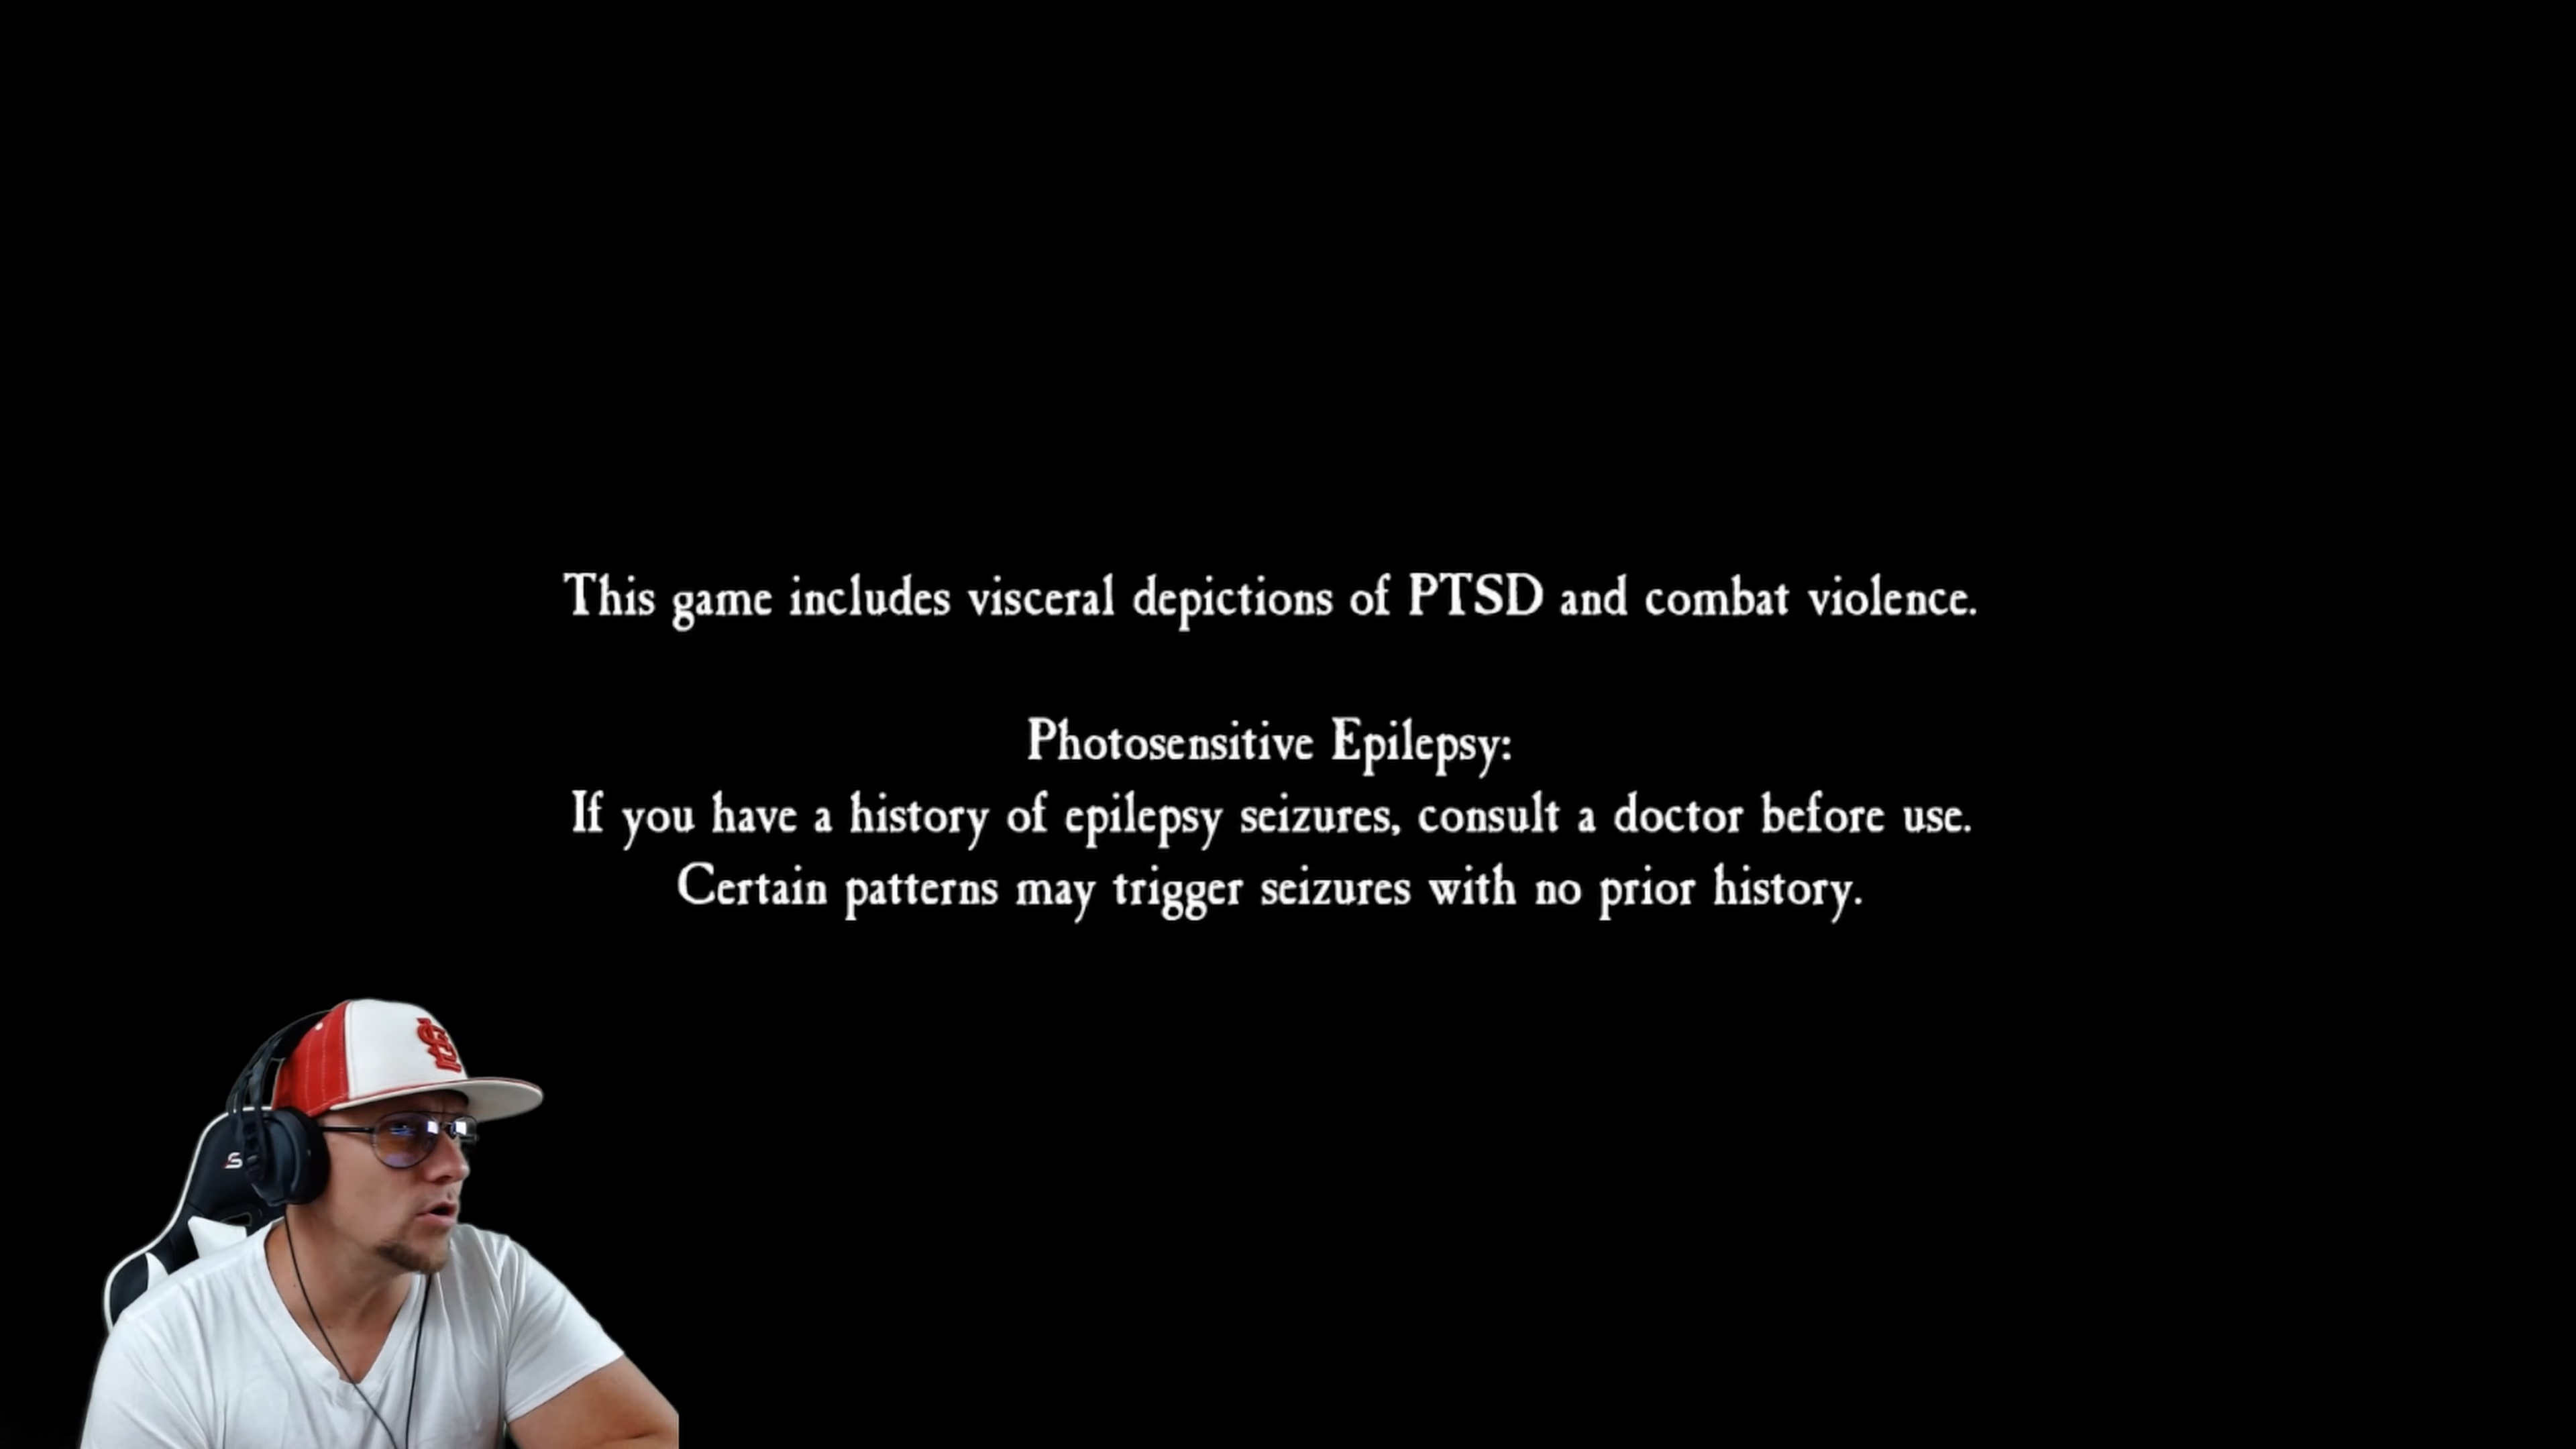 This game includes visceral depictions of PTSD and combat violence.
Photosensitive Epilepsy:
If you have a history of epilepsy seizures, consult a doctor before use.
Certain patterns may trigger seizures with no prior history.
STL
S